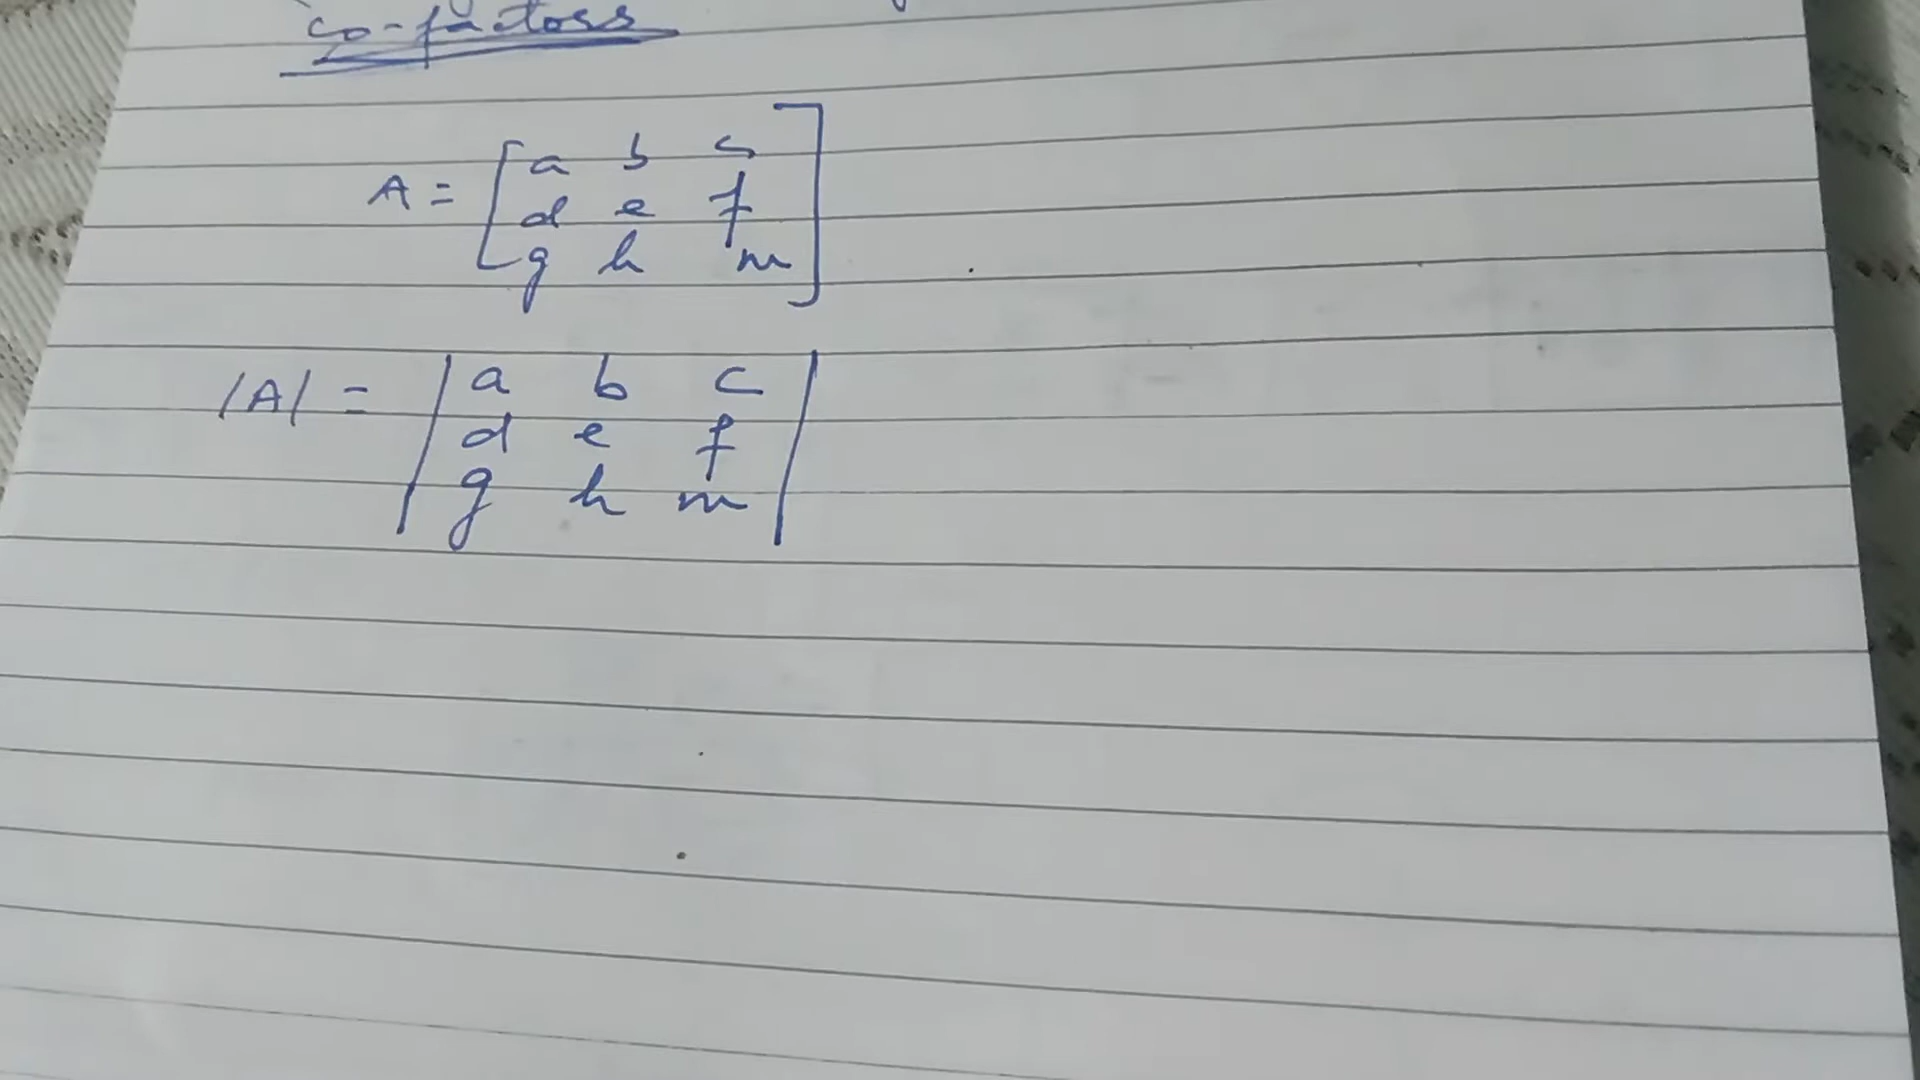 co-factors
A = [a b c
d e f
g h m]
|A| = |a b c
d e f
g h m|